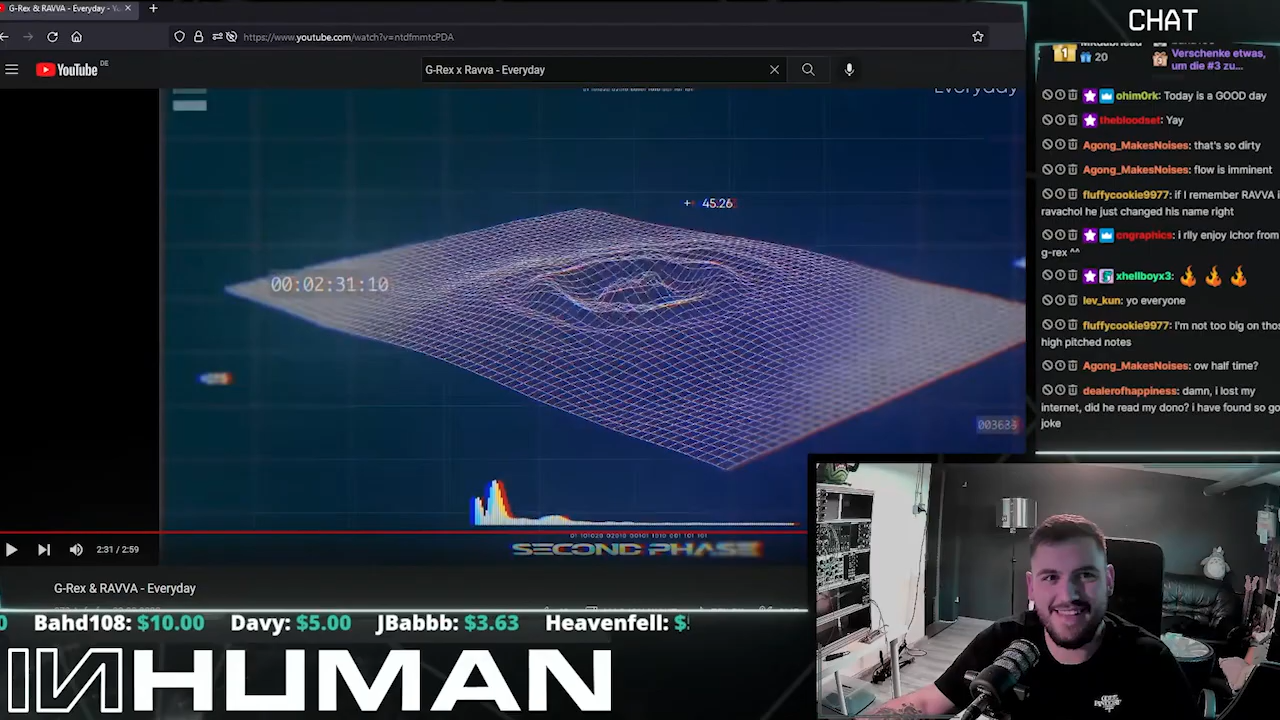 G-Rex & RAVVA - Everyday - Y
CHAT
https://www.youtube.com/watch?v=ntdfmmtcPDA
YouTube DE
G-Rex x Ravva - Everyday
1
20
Verschenke etwas,
um die #3 zu...
Everyday
ohim0rk: Today is a GOOD day
thebloodset: Yay
Agong_MakesNoises: that's so dirty
Agong_MakesNoises: flow is imminent
fluffycookie9977: if I remember RAVVA i
ravachol he just changed his name right
cngraphics: i rlly enjoy Ichor from
g-rex ^^
xhellboyx3:
lev_kun: yo everyone
fluffycookie9977: I'm not too big on thos
high pitched notes
Agong_MakesNoises: ow half time?
dealerofhappiness: damn, i lost my
internet, did he read my dono? i have found so go
joke
+ 45.26
00:02:31:10
003633
SECOND PHASE
2:31 / 2:59
G-Rex & RAVVA - Everyday
0 Bahd108: $10.00 Davy: $5.00 JBabbb: $3.63 Heavenfell: $
INHUMAN